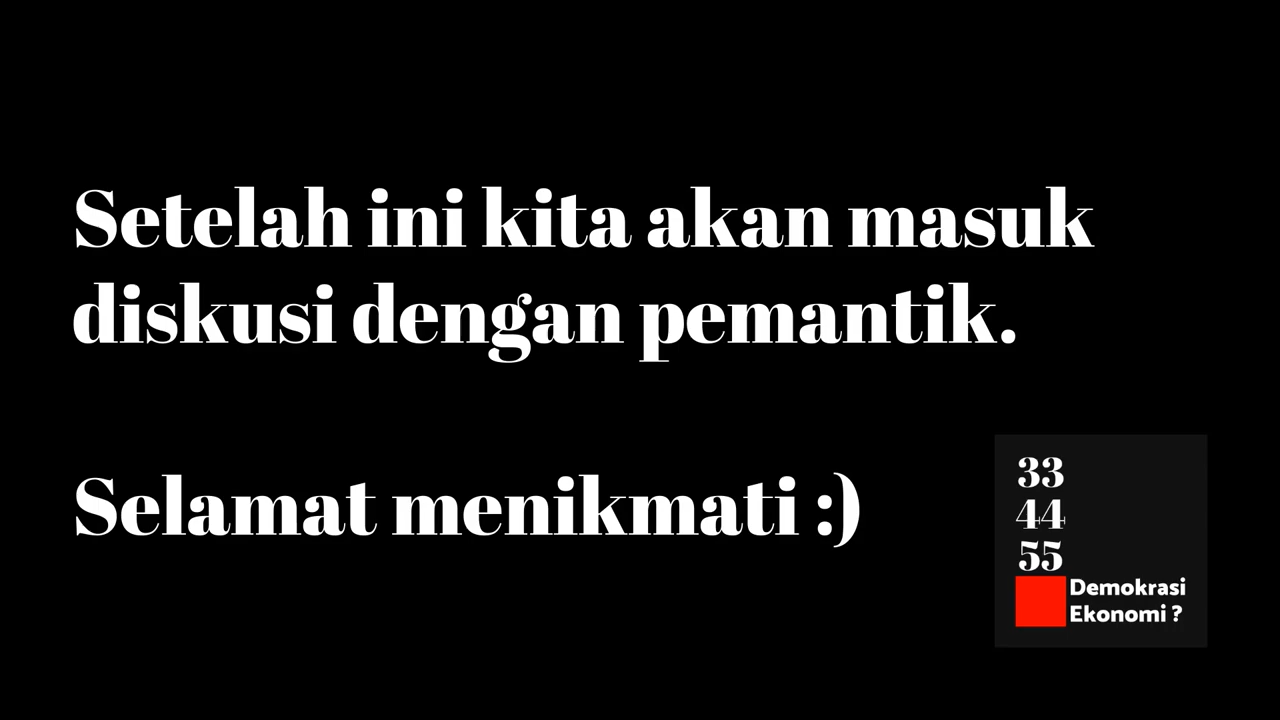 Setelah ini kita akan masuk
diskusi dengan pemantik.
Selamat menikmati :)
33
44
55
Demokrasi
Ekonomi ?